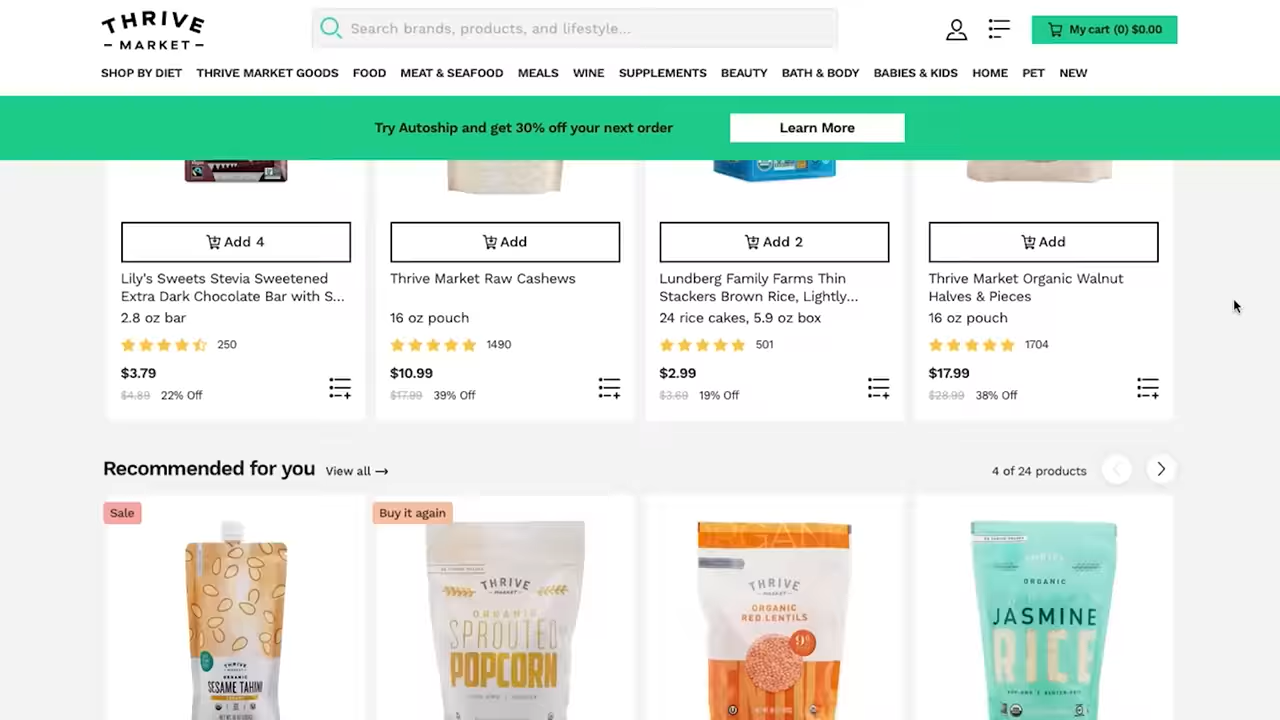 THRIVE
MARKET
Search brands, products, and lifestyle...
My cart (0) $0.00
SHOP BY DIET THRIVE MARKET GOODS FOOD MEAT & SEAFOOD MEALS WINE SUPPLEMENTS BEAUTY BATH & BODY BABIES & KIDS HOME PET NEW
Try Autoship and get 30% off your next order
Learn More
Add 4
Lily's Sweets Stevia Sweetened
Extra Dark Chocolate Bar with S...
2.8 oz bar
250
$3.79
$4.89 22% Off
Add
Thrive Market Raw Cashews
16 oz pouch
1490
$10.99
$17.99 39% Off
Add 2
Lundberg Family Farms Thin
Stackers Brown Rice, Lightly...
24 rice cakes, 5.9 oz box
501
$2.99
$3.69 19% Off
Add
Thrive Market Organic Walnut
Halves & Pieces
16 oz pouch
1704
$17.99
$28.99 38% Off
Recommended for you View all →
4 of 24 products
Sale
THRIVE
MARKET
ORGANIC
SESAME TAHINI
Buy it again
THRIVE
MARKET
ORGANIC
SPROUTED
POPCORN
THRIVE
MARKET
ORGANIC
RED LENTILS
THRIVE
ORGANIC
JASMINE
RICE